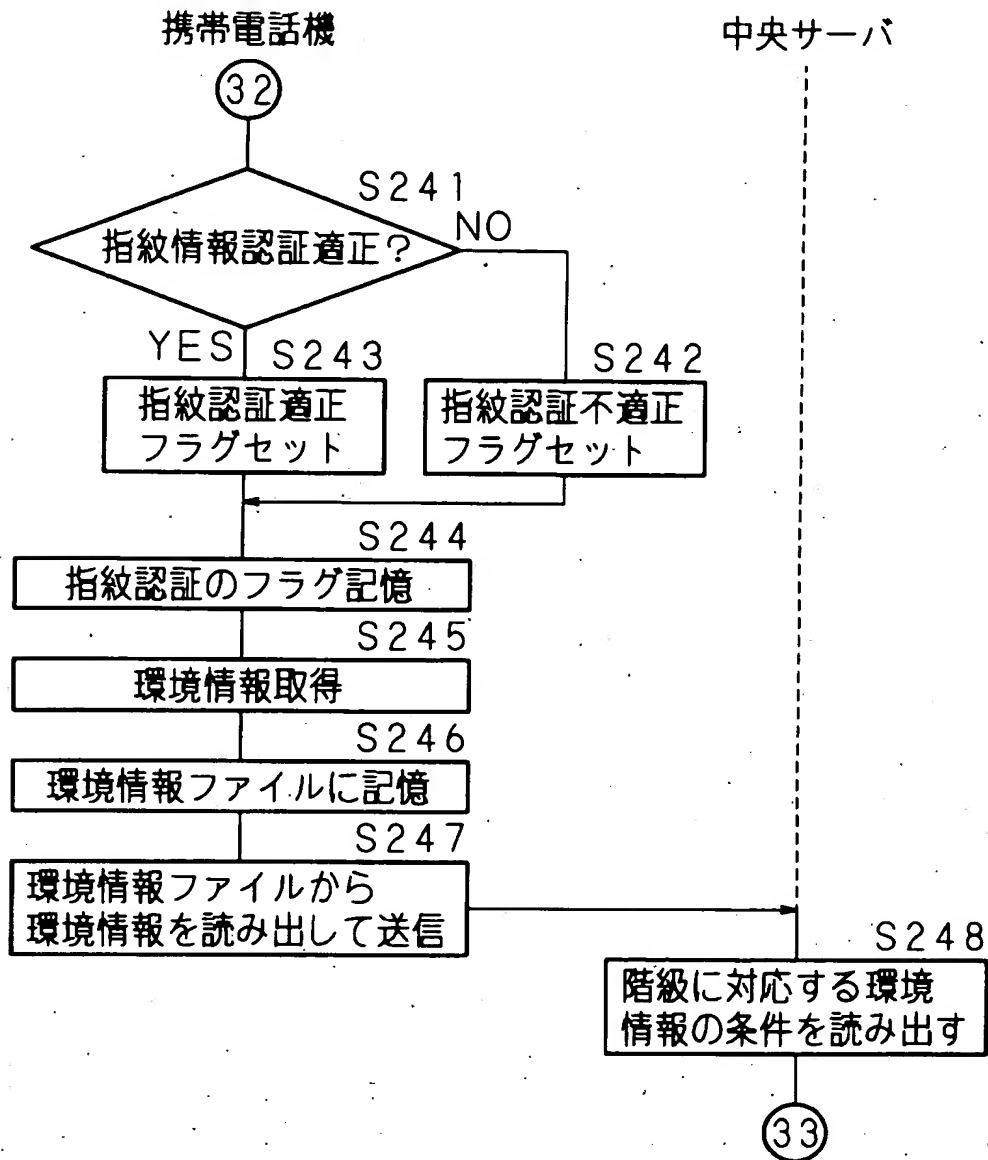 携帯電話機
中央サーバ
32
S241
指紋情報認証適正?
NO
YES
S243
S242
指紋認証適正
フラグセット
指紋認証不適正
フラグセット
S244
指紋認証のフラグ記憶
S245
環境情報取得
S246
環境情報ファイルに記憶
S247
環境情報ファイルから
環境情報を読み出して送信
S248
階級に対応する環境
情報の条件を読み出す
33